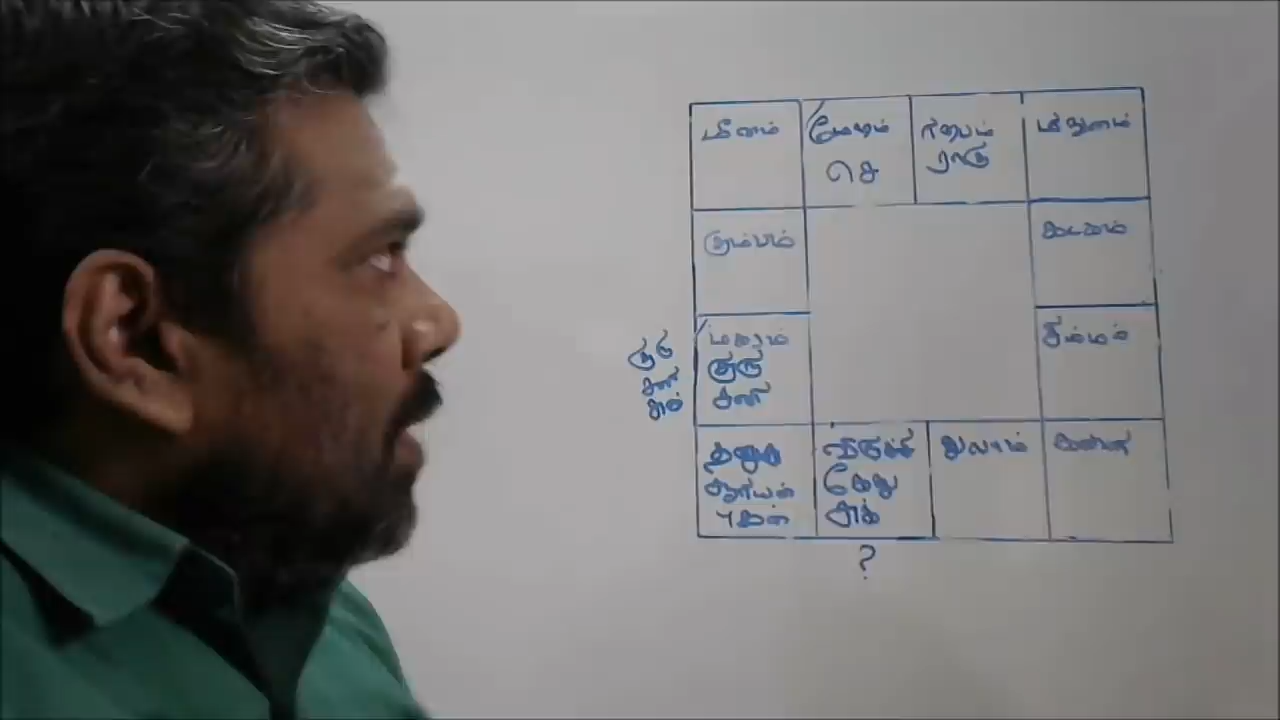 மீனம்
மேஷம்
செ
ரிஷபம்
ராகு
மிதுனம்
கும்பம்
கடகம்
மகரம்
குரு
சனி
குரு
சனி
சிம்மம்
தனுசு
சூரியன்
புதன்
விருச்சி
கேது
சுக்
துலாம்
கன்னி
?